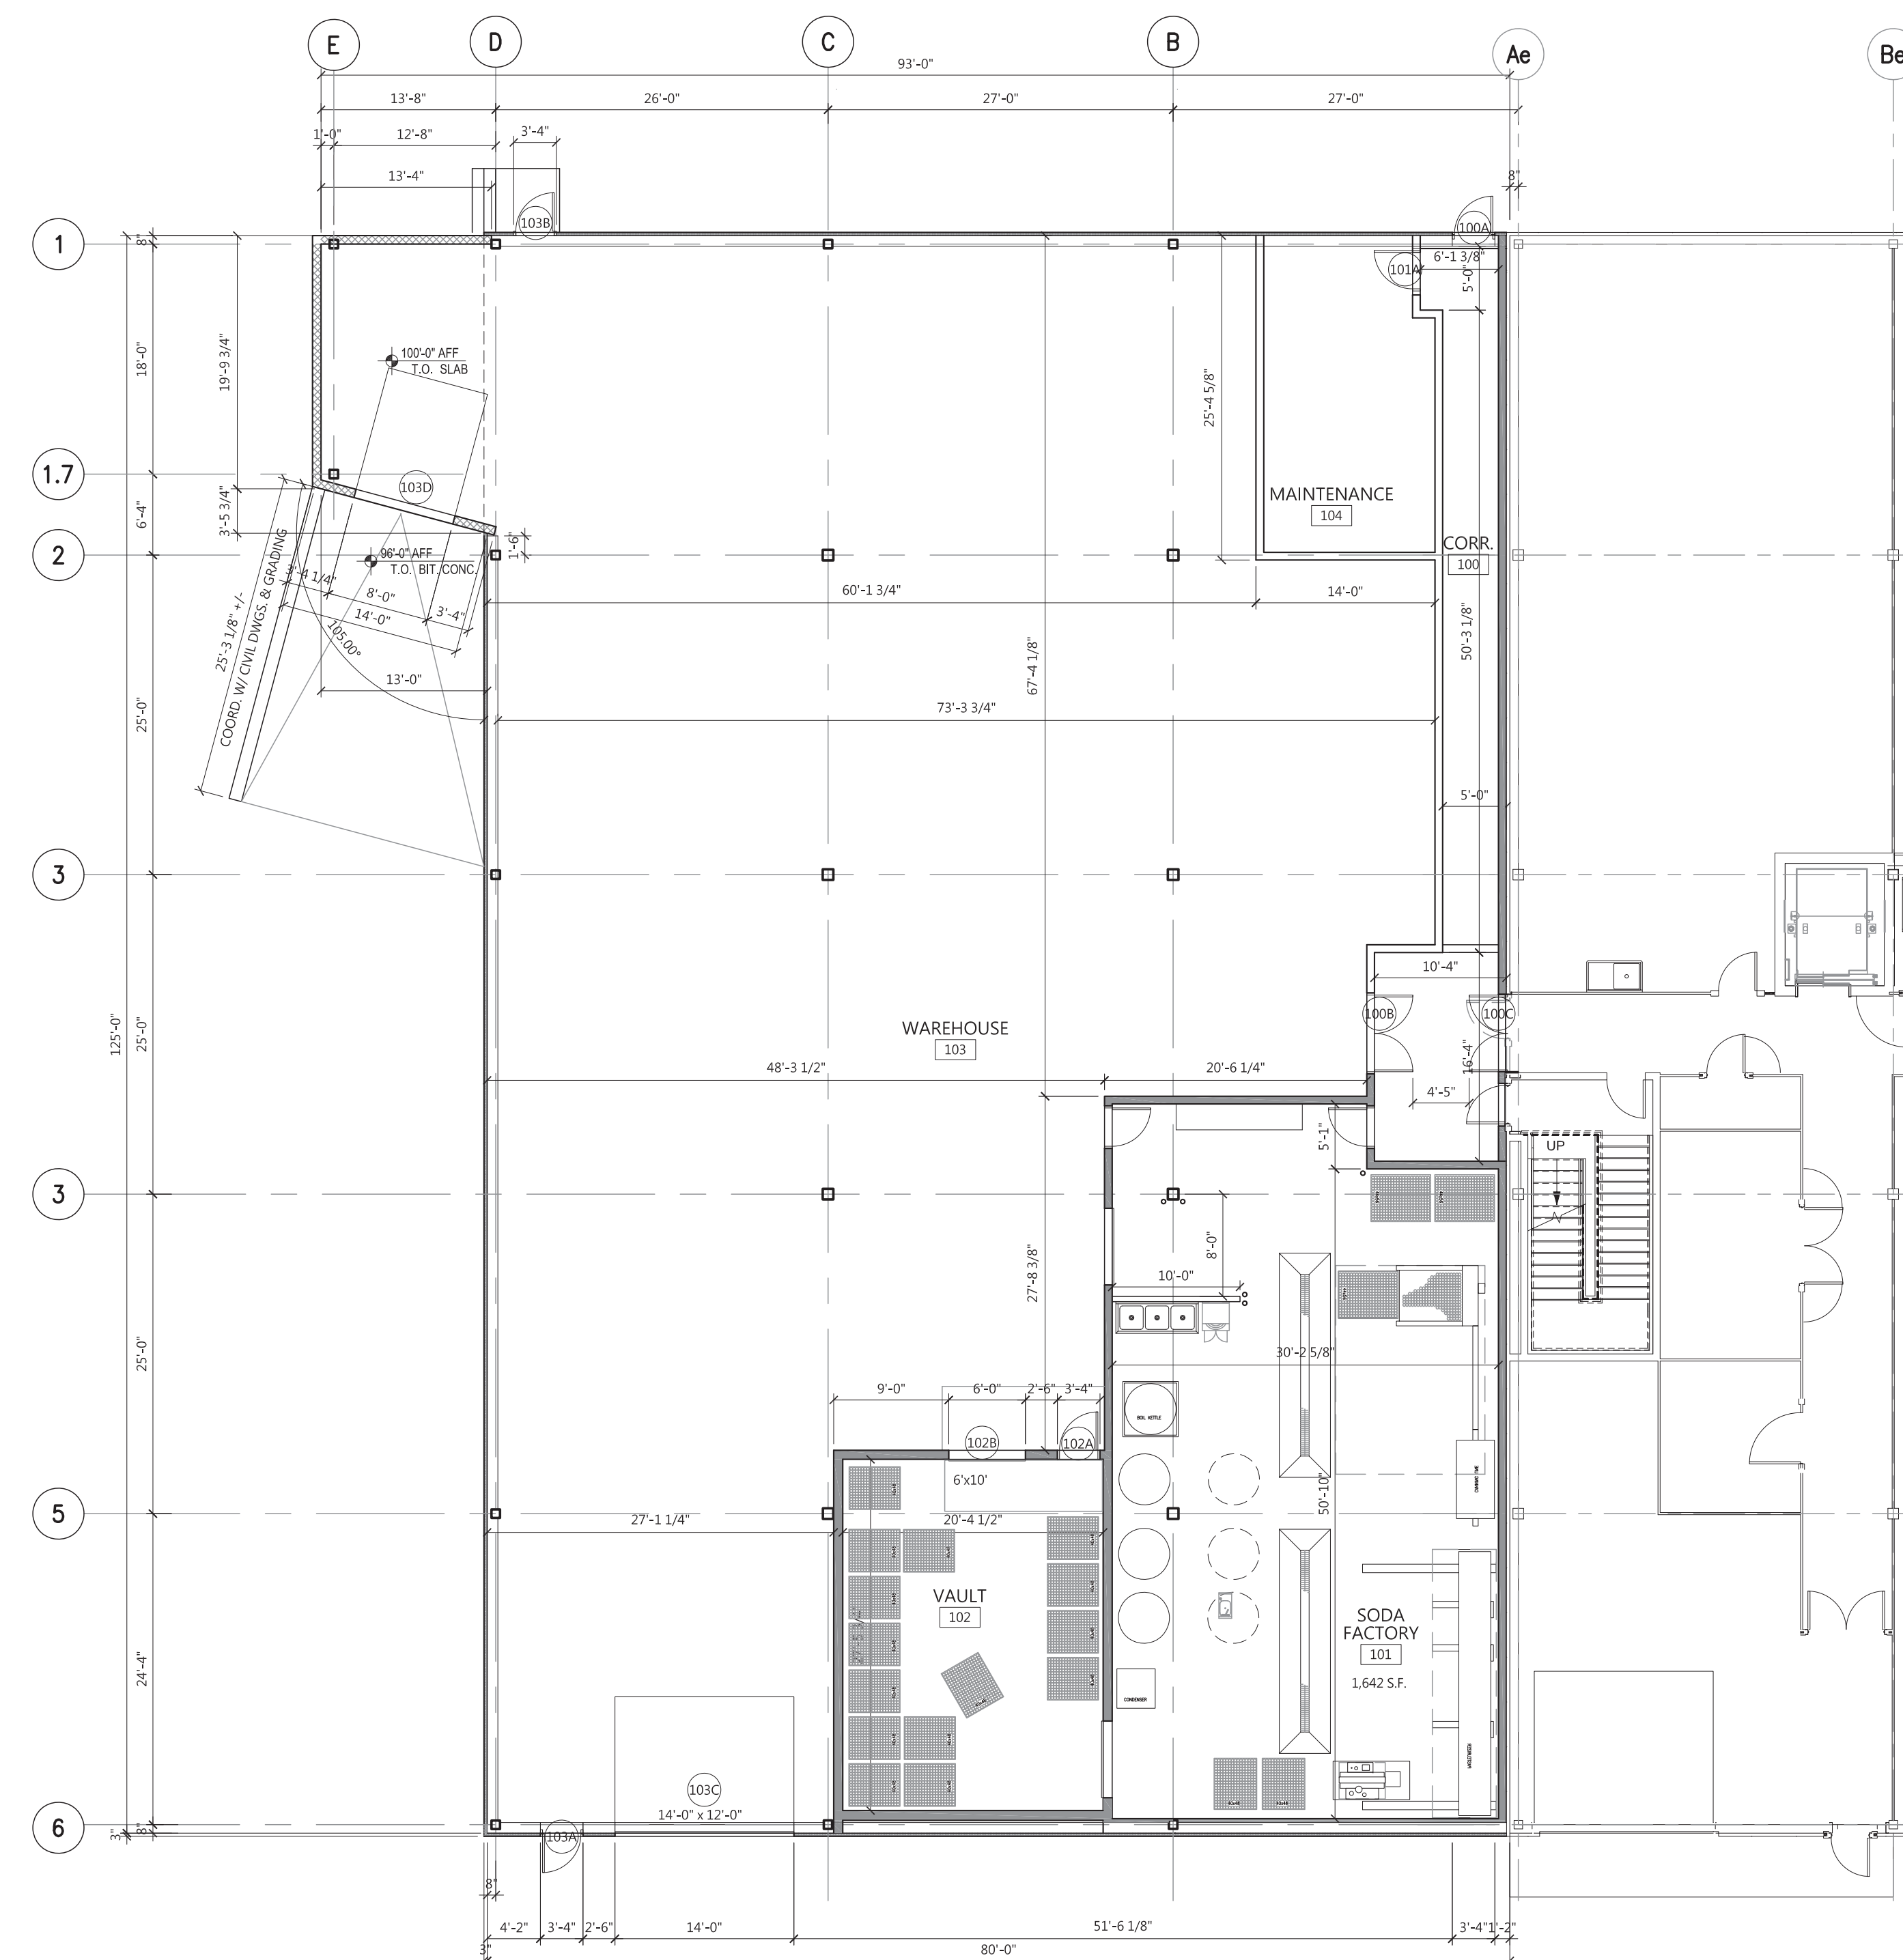 E
D
C
B
Ae
Be
93'-0"
13'-8"
26'-0"
27'-0"
27'-0"
1'-0"
12'-8"
3'-4"
13'-4"
8"
103B
100A
1
8"
101A
6'-1 3/8"
5'-0"
18'-0"
19'-9 3/4"
100'-0" AFF
T.O. SLAB
25'-4 5/8"
1.7
103D
MAINTENANCE
104
6'-4"
3'-5 3/4"
2
96'-0" AFF
T.O. BIT. CONC.
1'-6"
CORR.
100
3'-4 1/4"
8'-0"
3'-4"
14'-0"
60'-1 3/4"
14'-0"
105.00°
25'-3 1/8" +/-
COORD. W/ CIVIL DWGS. & GRADING
13'-0"
50'-3 1/8"
67'-4 1/8"
25'-0"
73'-3 3/4"
5'-0"
3
10'-4"
100B
100C
125'-0"
25'-0"
WAREHOUSE
103
16'-4"
48'-3 1/2"
20'-6 1/4"
4'-5"
5'-1"
UP
3
8'-0"
10'-0"
27'-8 3/8"
25'-0"
30'-2 5/8"
9'-0"
6'-0"
2'-6"
3'-4"
BOIL KETTLE
102B
102A
6'x10'
50'-10"
5
27'-1 1/4"
20'-4 1/2"
VAULT
102
SODA
FACTORY
101
1,642 S.F.
24'-4"
CONDENSER
103C
14'-0" x 12'-0"
6
3"
8"
103A
8"
4'-2"
3'-4"
2'-6"
14'-0"
51'-6 1/8"
3'-4"
1'-2"
3"
80'-0"